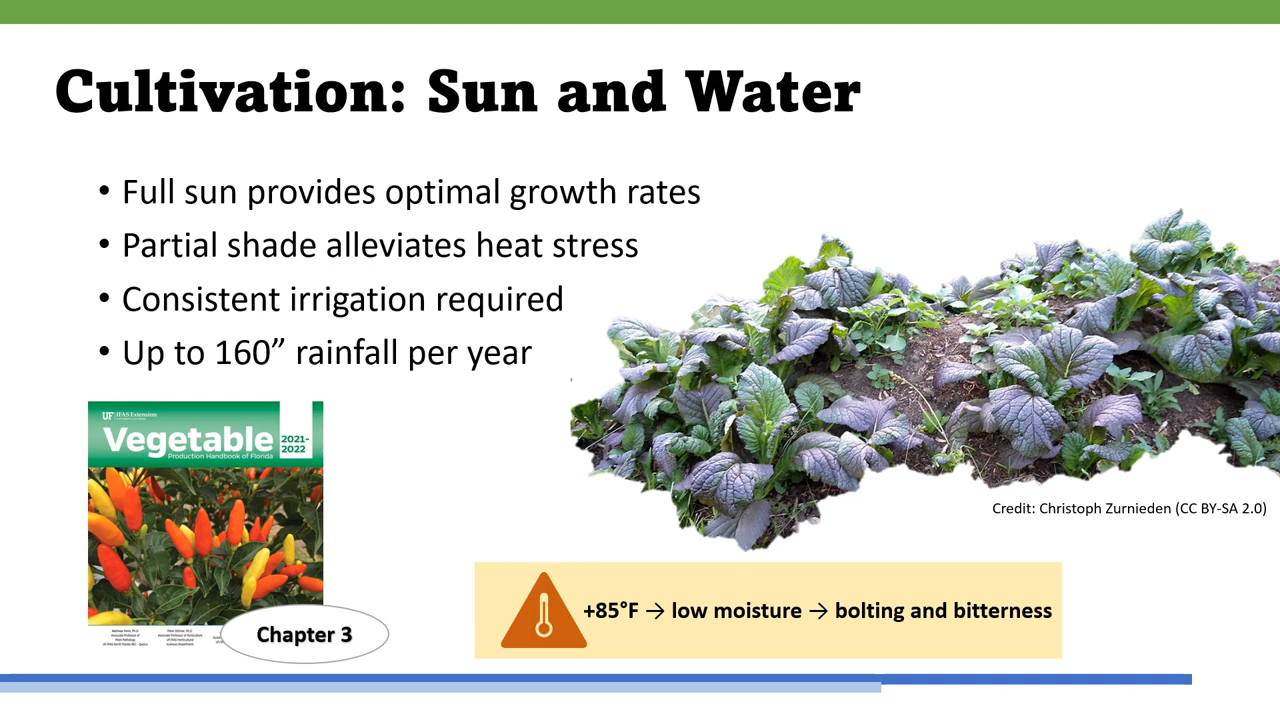 Cultivation: Sun and Water
• Full sun provides optimal growth rates
• Partial shade alleviates heat stress
• Consistent irrigation required
• Up to 160” rainfall per year
UF IFAS Extension
Vegetable 2021-
2022
Production Handbook of Florida
Chapter 3
Credit: Christoph Zurnieden (CC BY-SA 2.0)
+85°F → low moisture → bolting and bitterness